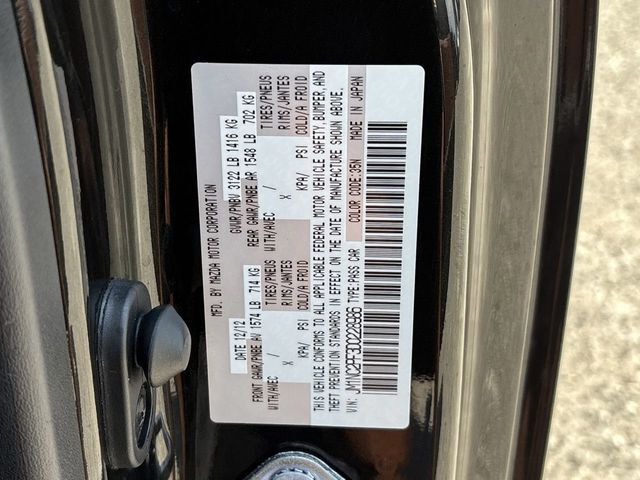 MFD. BY MAZDA MOTOR CORPORATION
DATE 12/12 GVWR/PNBV 3122 LB 1416 KG
FRONT GAWR/PNBE AV 1574 LB 714 KG REAR GAWR/PNBE AR 1548 LB 702 KG
WITH/AVEC / TIRES/PNEUS WITH/AVEC / TIRES/PNEUS
X RIMS/JANTES X RIMS/JANTES
KPA/ PSI COLD/A FROID KPA/ PSI COLD/A FROID
THIS VEHICLE CONFORMS TO ALL APPLICABLE FEDERAL MOTOR VEHICLE SAFETY, BUMPER, AND
THEFT PREVENTION STANDARDS IN EFFECT ON THE DATE OF MANUFACTURE SHOWN ABOVE.
VIN: JM1NC2PF3D0228986 TYPE:PASS CAR COLOR CODE:35N MADE IN JAPAN